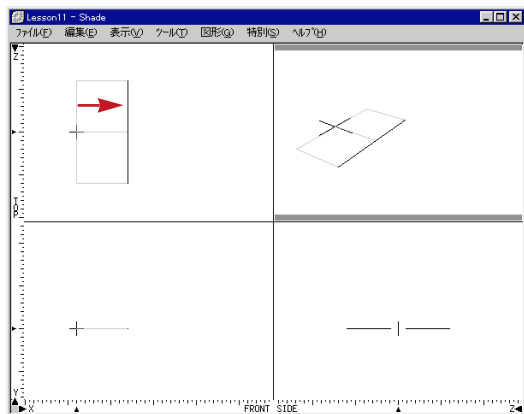 Lesson11 - Shade
ﾌｧｲﾙ(F) 編集(E) 表示(V) ﾂｰﾙ(T) 図形(G) 特別(S) ﾍﾙﾌﾟ(H)
Z
TOP
Y
X FRONT SIDE Z